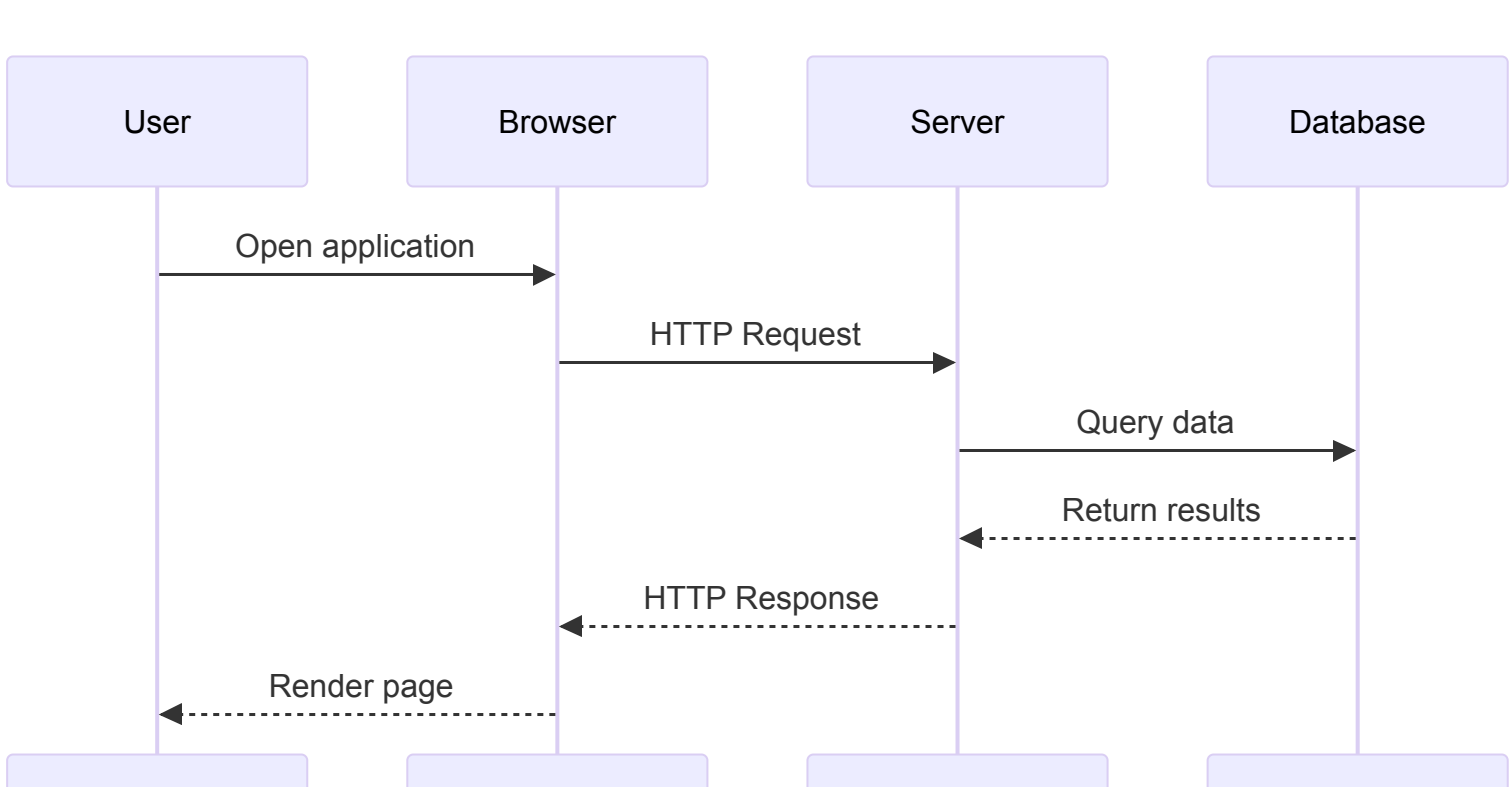 User
Browser
Server
Database
Open application
HTTP Request
Query data
Return results
HTTP Response
Render page